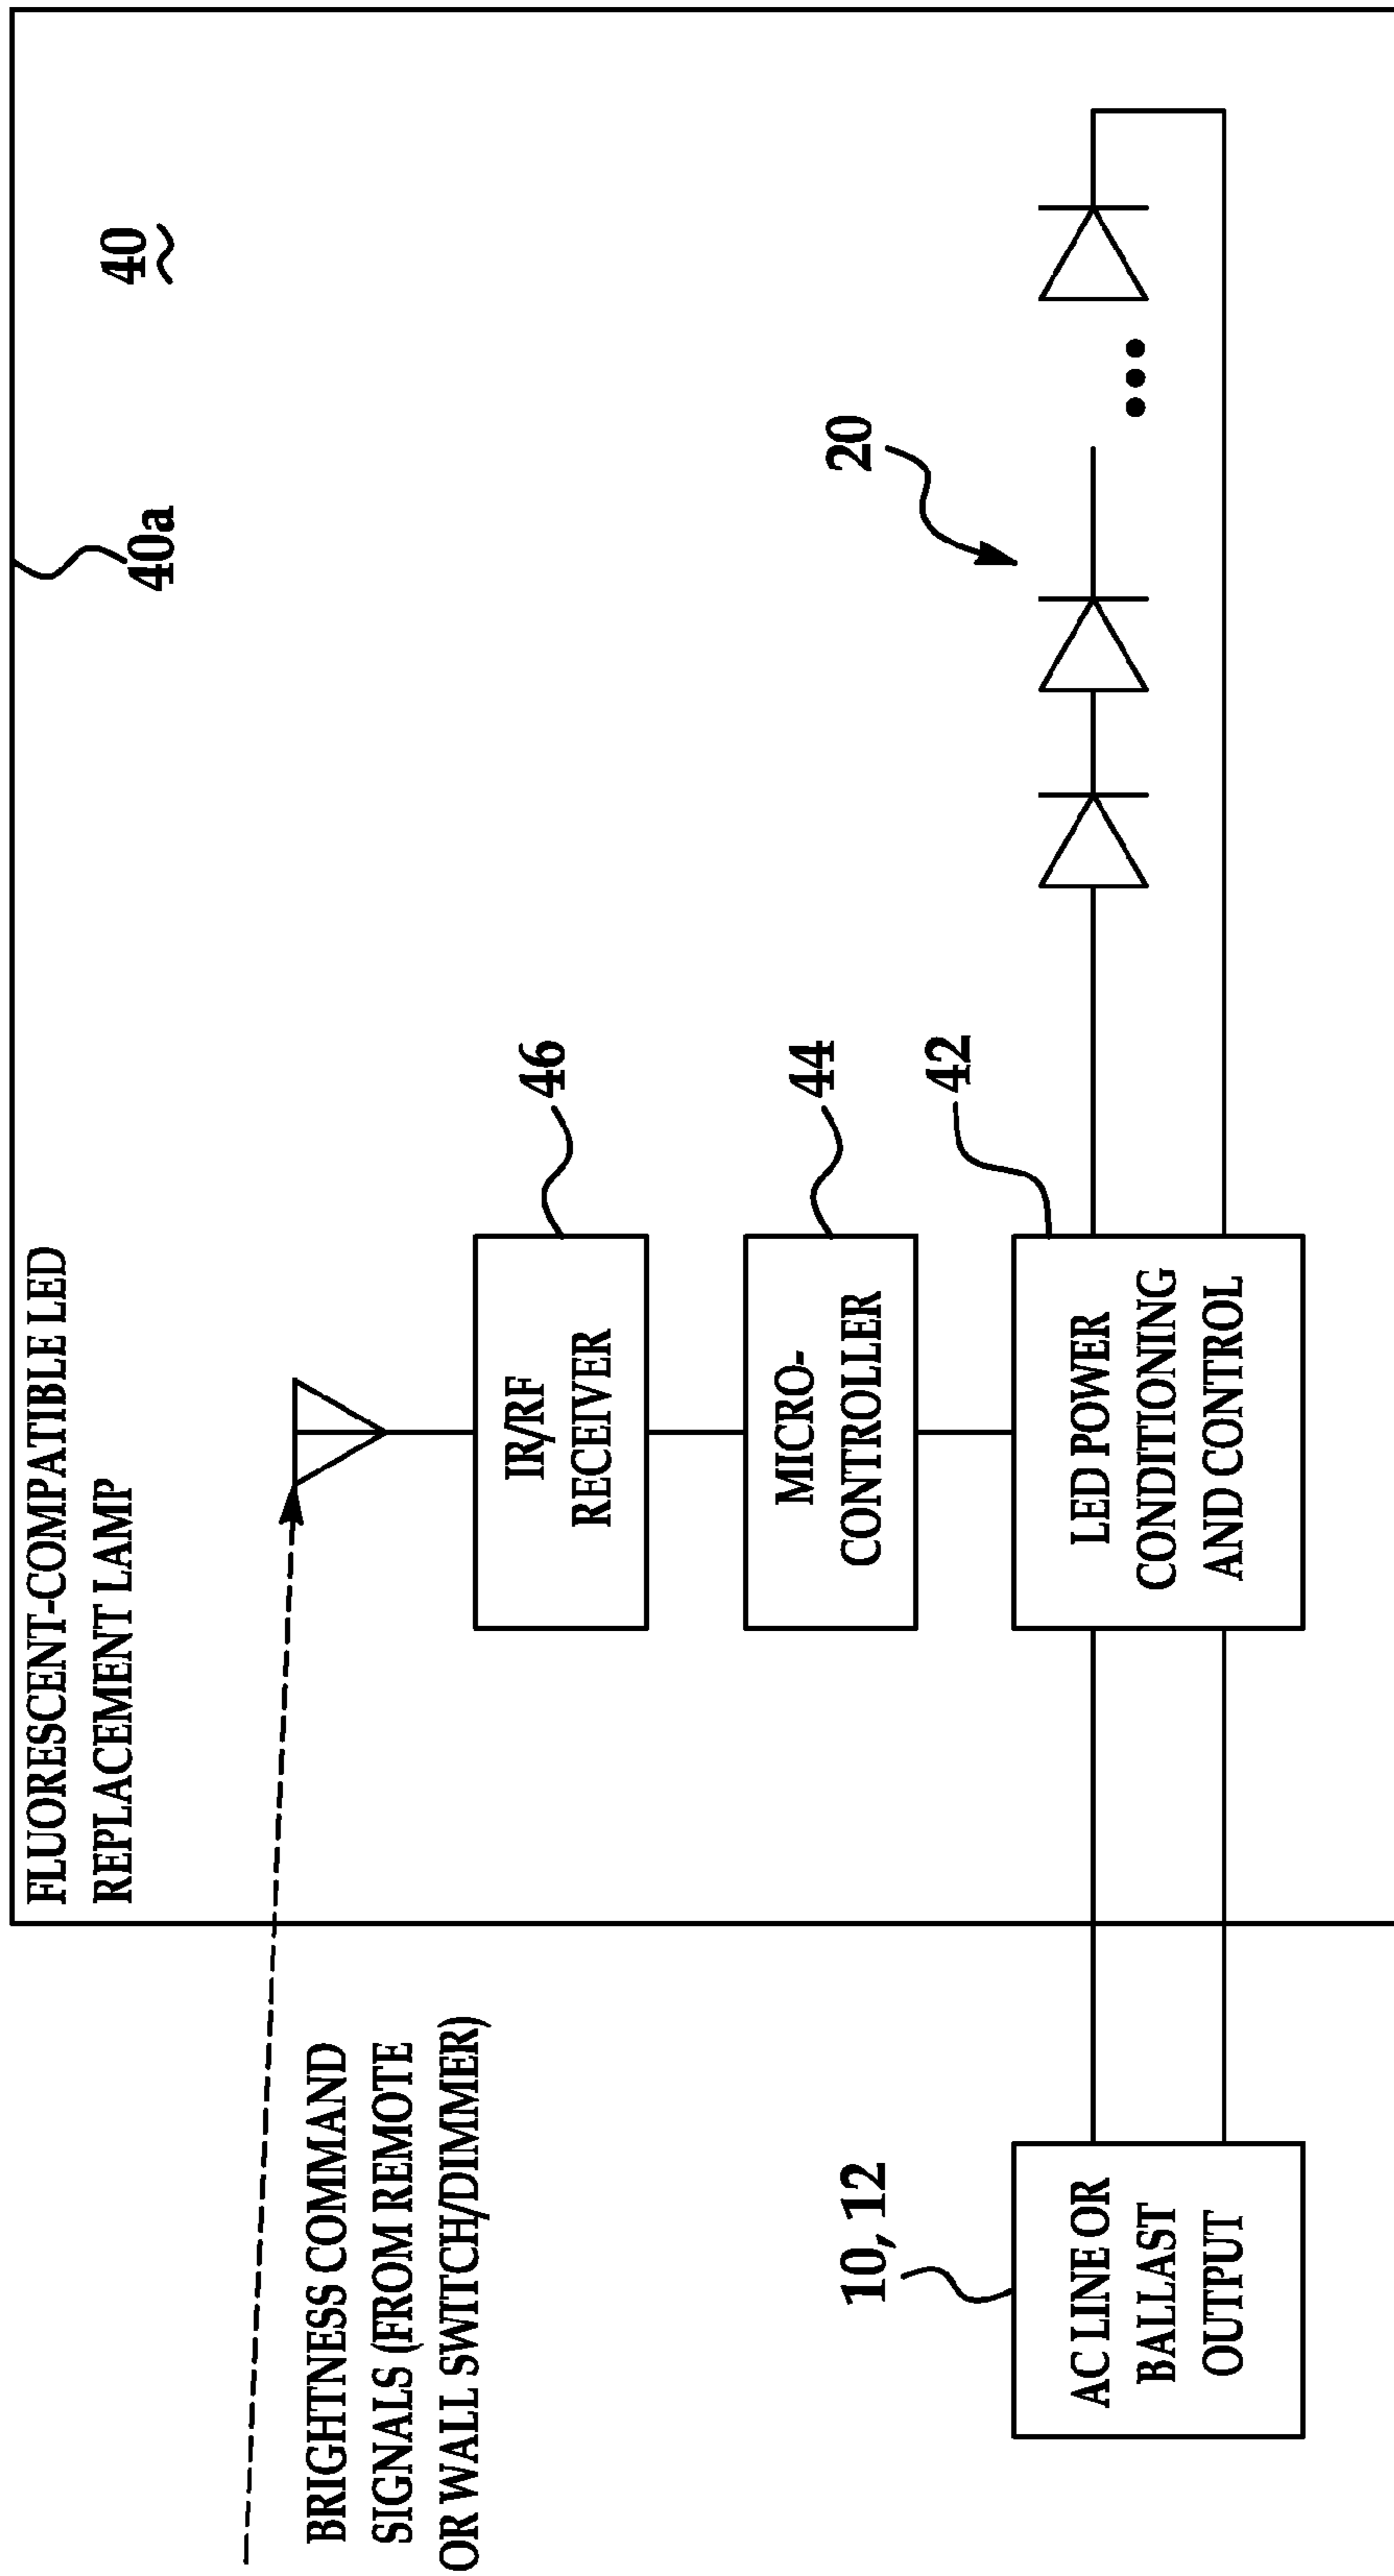 FLUORESCENT-COMPATIBLE LED
REPLACEMENT LAMP
40a
40
BRIGHTNESS COMMAND
SIGNALS (FROM REMOTE
OR WALL SWITCH/DIMMER)
IR/RF
RECEIVER
46
MICRO-
CONTROLLER
44
20
10, 12
AC LINE OR
BALLAST
OUTPUT
LED POWER
CONDITIONING
AND CONTROL
42